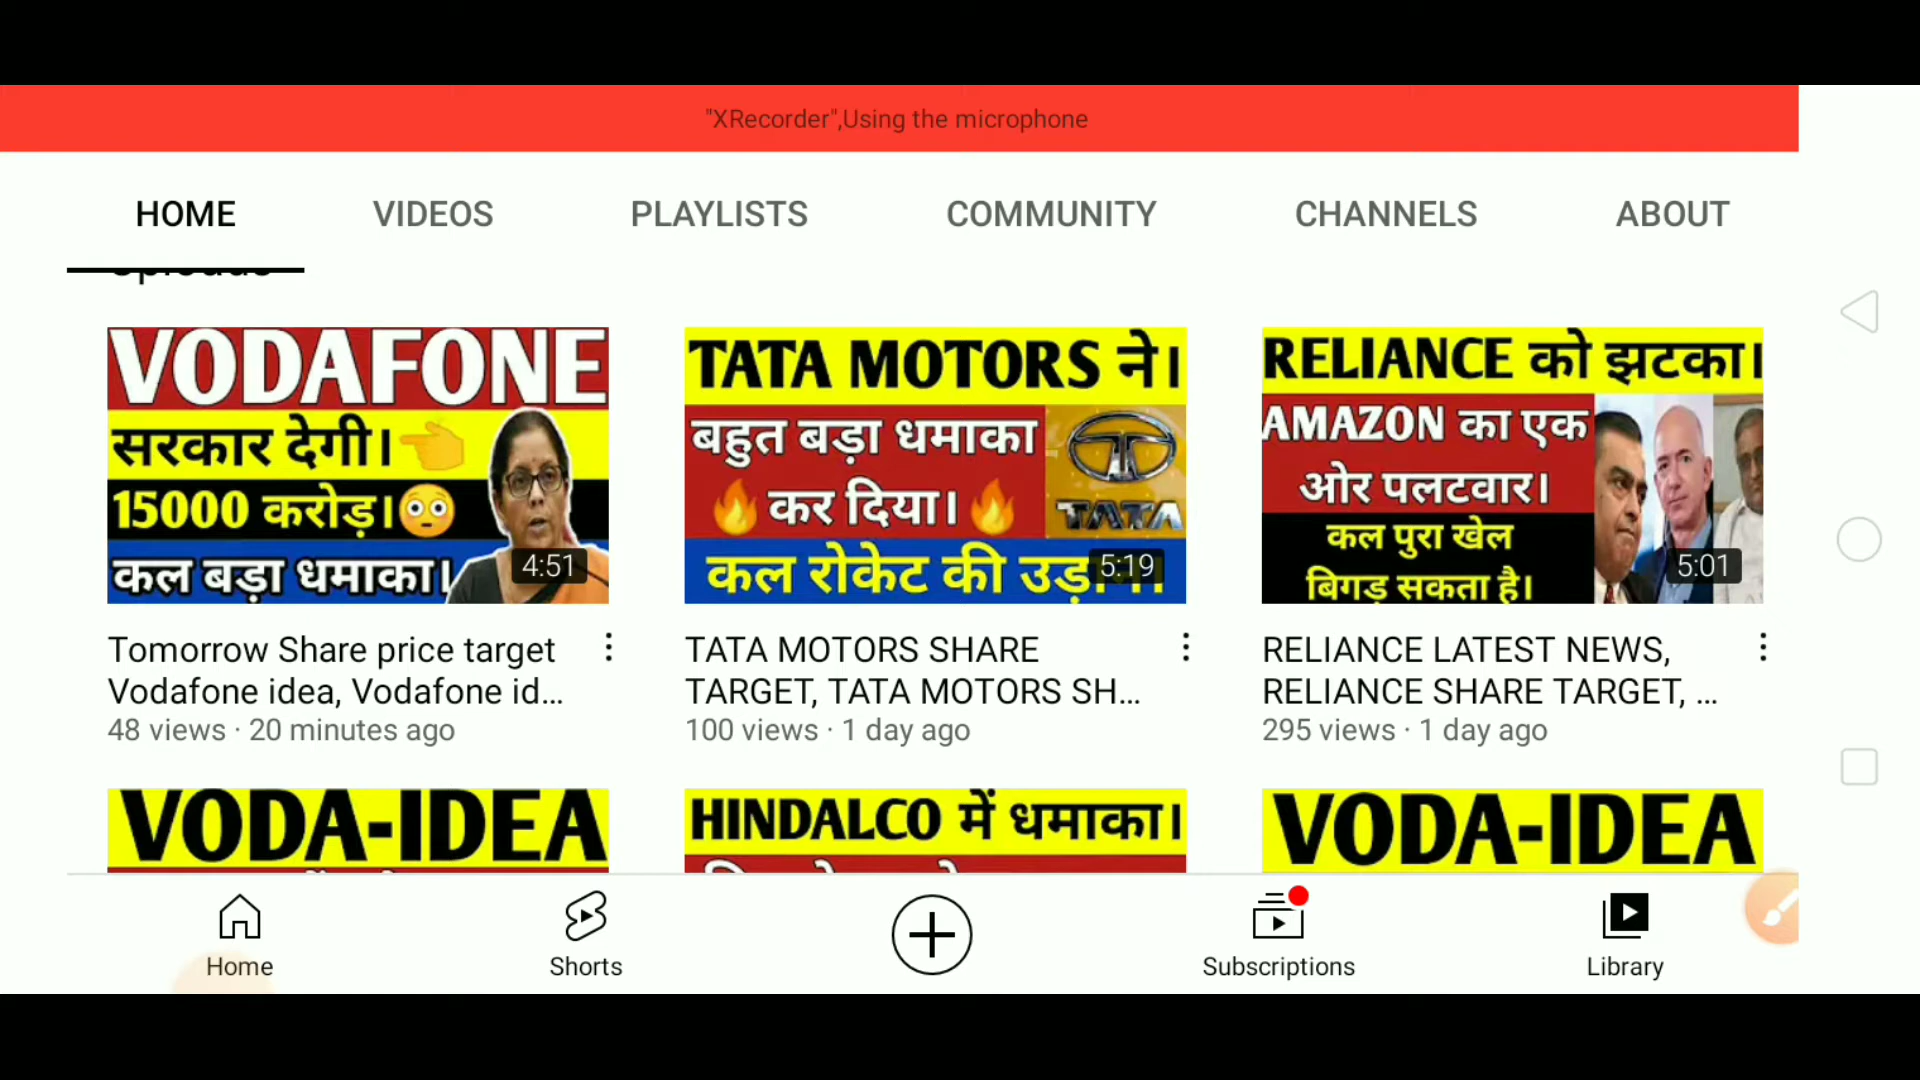 "XRecorder",Using the microphone
HOME
VIDEOS
PLAYLISTS
COMMUNITY
CHANNELS
ABOUT
Uploads
VODAFONE
सरकार देगी।
15000 करोड़।
कल बड़ा धमाका।
4:51
TATA MOTORS ने।
बहुत बड़ा धमाका
कर दिया।
TATA
कल रोकेट की
5:19
RELIANCE को झटका।
AMAZON का एक
ओर पलटवार।
कल पुरा खेल
बिगड़ सकता है।
5:01
Tomorrow Share price target
Vodafone idea, Vodafone id...
48 views · 20 minutes ago
TATA MOTORS SHARE
TARGET, TATA MOTORS SH...
100 views · 1 day ago
RELIANCE LATEST NEWS,
RELIANCE SHARE TARGET, ...
295 views · 1 day ago
VODA-IDEA
HINDALCO में धमाका।
VODA-IDEA
Home
Shorts
Subscriptions
Library